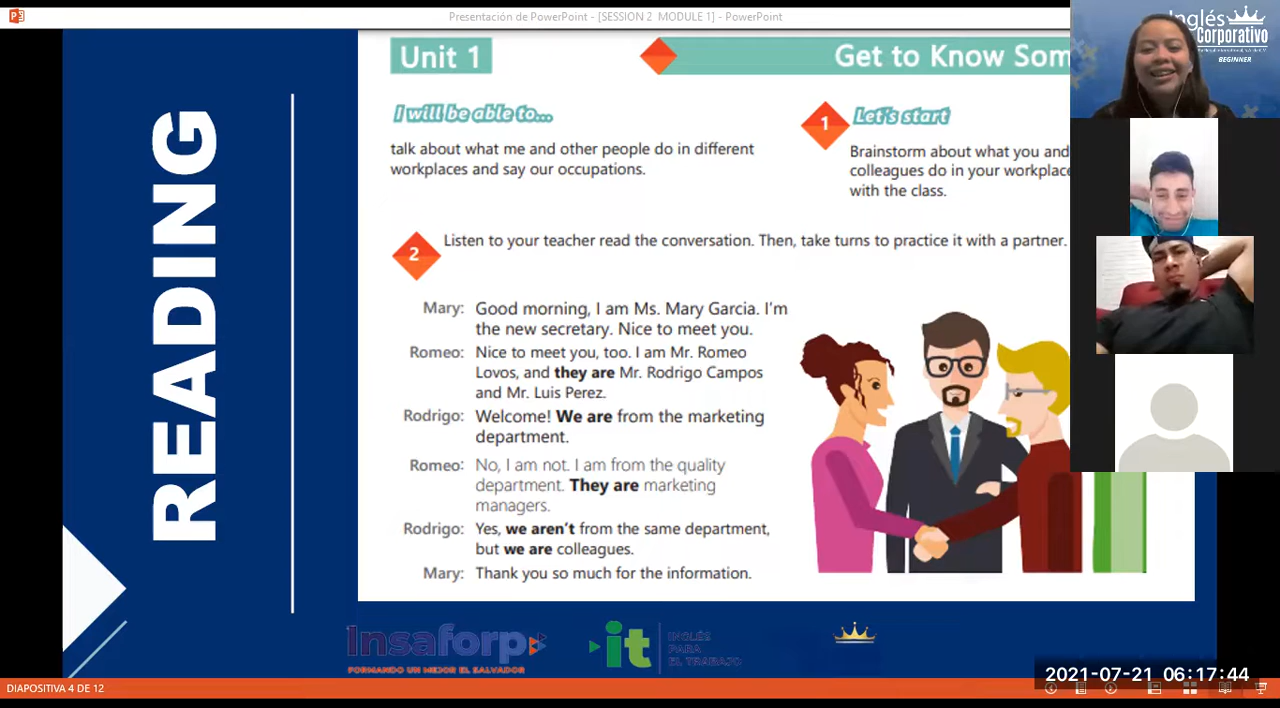 Presentación de PowerPoint - [SESSION 2 MODULE 1] - PowerPoint
Inglés
Corporativo
BEGINNER
READING
Unit 1
Get to Know Som
I will be able to...
talk about what me and other people do in different
workplaces and say our occupations.
1
Let's start
Brainstorm about what you and
colleagues do in your workplace
with the class.
2
Listen to your teacher read the conversation. Then, take turns to practice it with a partner.
Mary: Good morning, I am Ms. Mary Garcia. I'm
the new secretary. Nice to meet you.
Romeo: Nice to meet you, too. I am Mr. Romeo
Lovos, and they are Mr. Rodrigo Campos
and Mr. Luis Perez.
Rodrigo: Welcome! We are from the marketing
department.
Romeo: No, I am not. I am from the quality
department. They are marketing
managers.
Rodrigo: Yes, we aren't from the same department,
but we are colleagues.
Mary: Thank you so much for the information.
Insaforp
FORMANDO UN MEJOR EL SALVADOR
it
INGLÉS
PARA
EL TRABAJO
2021-07-21 06:17:44
DIAPOSITIVA 4 DE 12